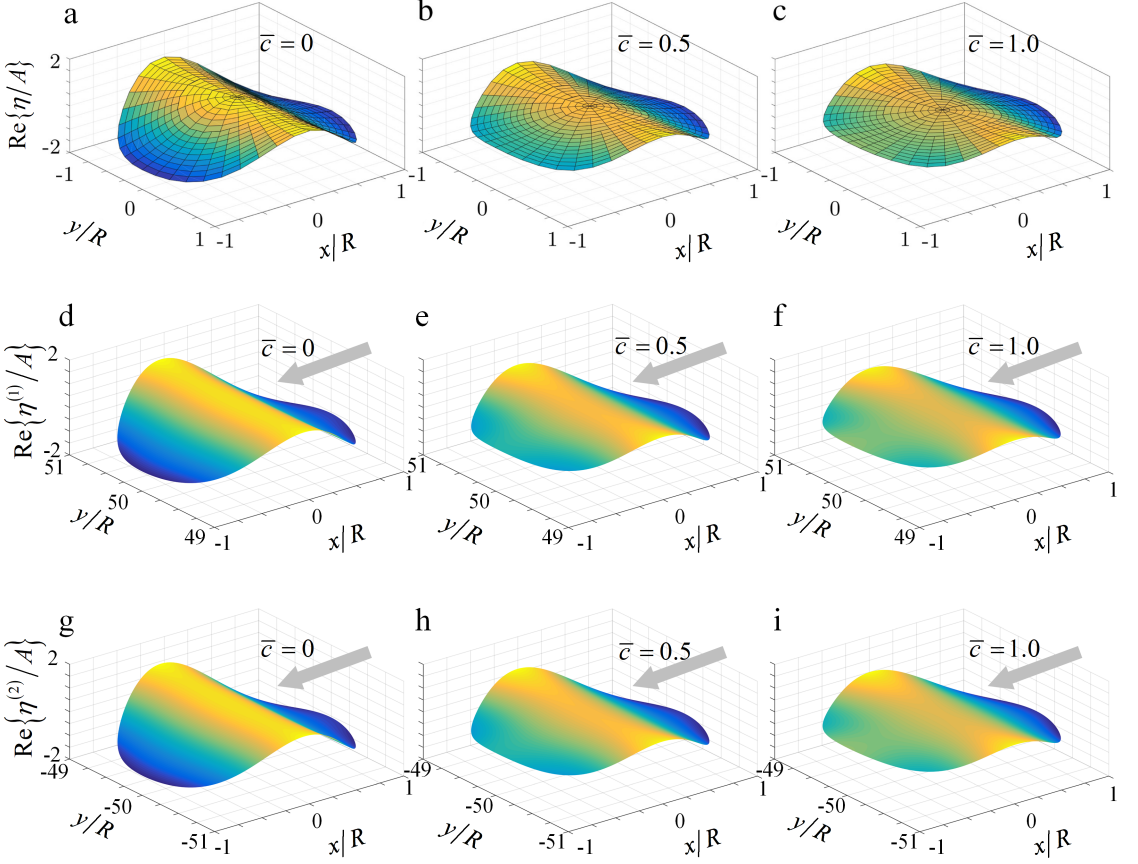 a b c
c̅ = 0 c̅ = 0.5 c̅ = 1.0
Re{η/A}
2
-2
-1 0 1
y/R
-1 0 1
x/R
-1 0 1
y/R
-1 0 1
x/R
-1 0 1
y/R
-1 0 1
x/R
d e f
c̅ = 0 c̅ = 0.5 c̅ = 1.0
Re{η⁽¹⁾/A}
2
-2
51 50 49
y/R
-1 0 1
x/R
51 50 49
y/R
-1 0 1
x/R
51 50 49
y/R
-1 0 1
x/R
g h i
c̅ = 0 c̅ = 0.5 c̅ = 1.0
Re{η⁽²⁾/A}
2
-2
-49 -50 -51
y/R
-1 0 1
x/R
-49 -50 -51
y/R
-1 0 1
x/R
-49 -50 -51
y/R
-1 0 1
x/R